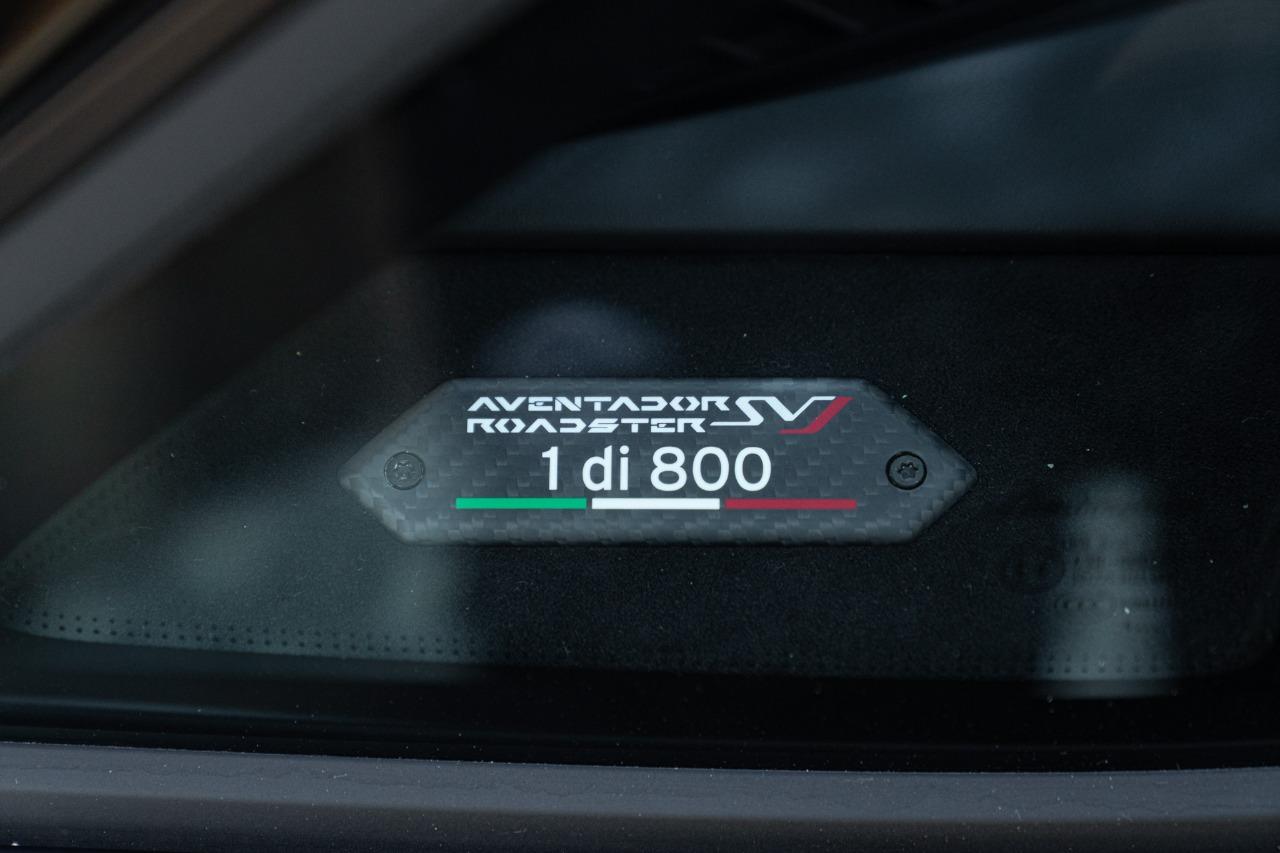 AVENTADOR SVJ
ROADSTER
1 di 800